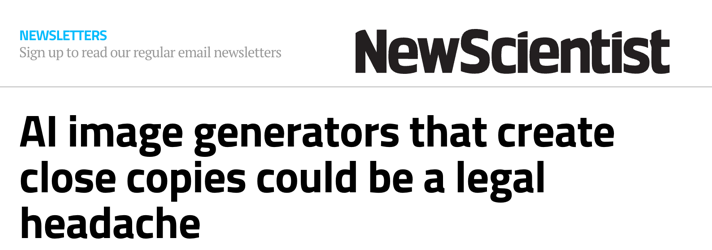 NEWSLETTERS
Sign up to read our regular email newsletters
NewScientist
AI image generators that create
close copies could be a legal
headache